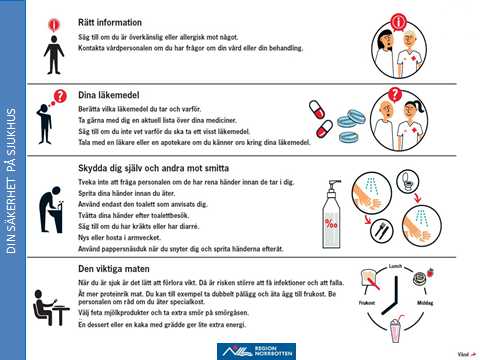 DIN SÄKERHET PÅ SJUKHUS
Rätt information
Säg till om du är överkänslig eller allergisk mot något.
Kontakta vårdpersonalen om du har frågor om din vård eller din behandling.
Dina läkemedel
Berätta vilka läkemedel du tar och varför.
Ta gärna med dig en aktuell lista över dina mediciner.
Säg till om du inte vet varför du ska ta ett visst läkemedel.
Tala med en läkare eller en apotekare om du känner oro kring dina läkemedel.
Skydda dig själv och andra mot smitta
Tveka inte att fråga personalen om de har rena händer innan de tar i dig.
Sprita dina händer innan du äter.
Använd endast den toalett som anvisats dig.
Tvätta dina händer efter toalettbesök.
Säg till om du har kräkts eller har diarré.
Nys eller hosta i armvecket.
Använd pappersnäsduk när du snyter dig och sprita händerna efteråt.
%
Den viktiga maten
När du är sjuk är det lätt att förlora vikt. Då är risken större att få infektioner och att falla.
Ät mer proteinrik mat. Du kan till exempel ta dubbelt pålägg och äta ägg till frukost. Be
personalen om råd om du äter specialkost.
Välj feta mjölkprodukter och ta extra smör på smörgåsen.
En dessert eller en kaka med grädde ger lite extra energi.
Lunch
Frukost
Middag
REGION
NORRBOTTEN
Vänd